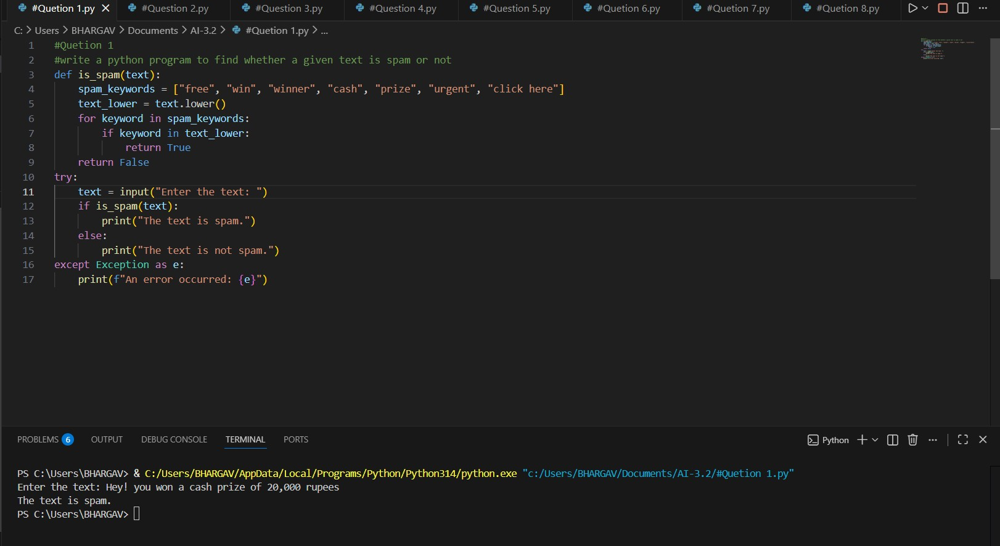 #Quetion 1.py
#Question 2.py
#Question 3.py
#Question 4.py
#Question 5.py
#Quetion 6.py
#Quetion 7.py
#Quetion 8.py
C: > Users > BHARGAV > Documents > AI-3.2 > #Quetion 1.py > ...
1 #Quetion 1
2 #write a python program to find whether a given text is spam or not
3 def is_spam(text):
4     spam_keywords = ["free", "win", "winner", "cash", "prize", "urgent", "click here"]
5     text_lower = text.lower()
6     for keyword in spam_keywords:
7         if keyword in text_lower:
8             return True
9     return False
10 try:
11     text = input("Enter the text: ")
12     if is_spam(text):
13         print("The text is spam.")
14     else:
15         print("The text is not spam.")
16 except Exception as e:
17     print(f"An error occurred: {e}")
PROBLEMS 6 OUTPUT DEBUG CONSOLE TERMINAL PORTS Python
PS C:\Users\BHARGAV> & C:/Users/BHARGAV/AppData/Local/Programs/Python/Python314/python.exe "c:/Users/BHARGAV/Documents/AI-3.2/#Quetion 1.py"
Enter the text: Hey! you won a cash prize of 20,000 rupees
The text is spam.
PS C:\Users\BHARGAV>